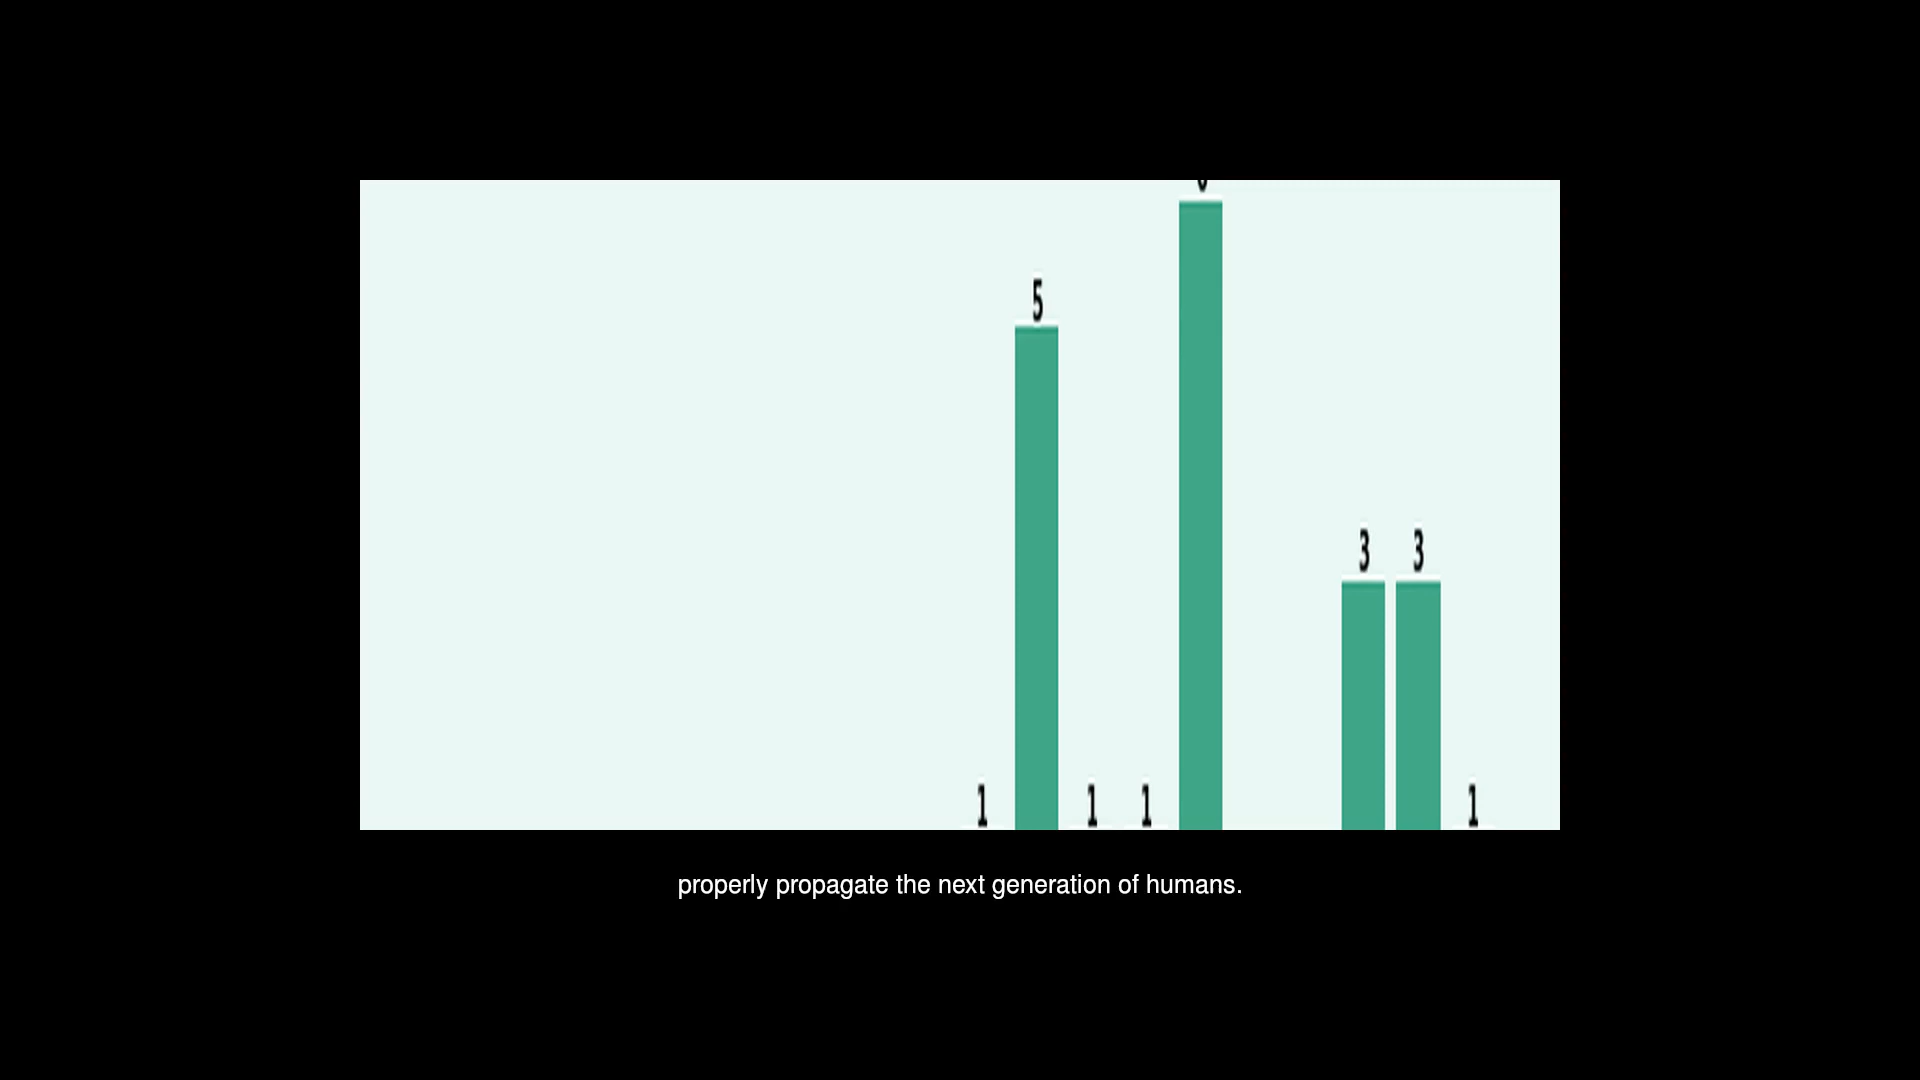 5
3 3
1 1 1 1
properly propagate the next generation of humans.